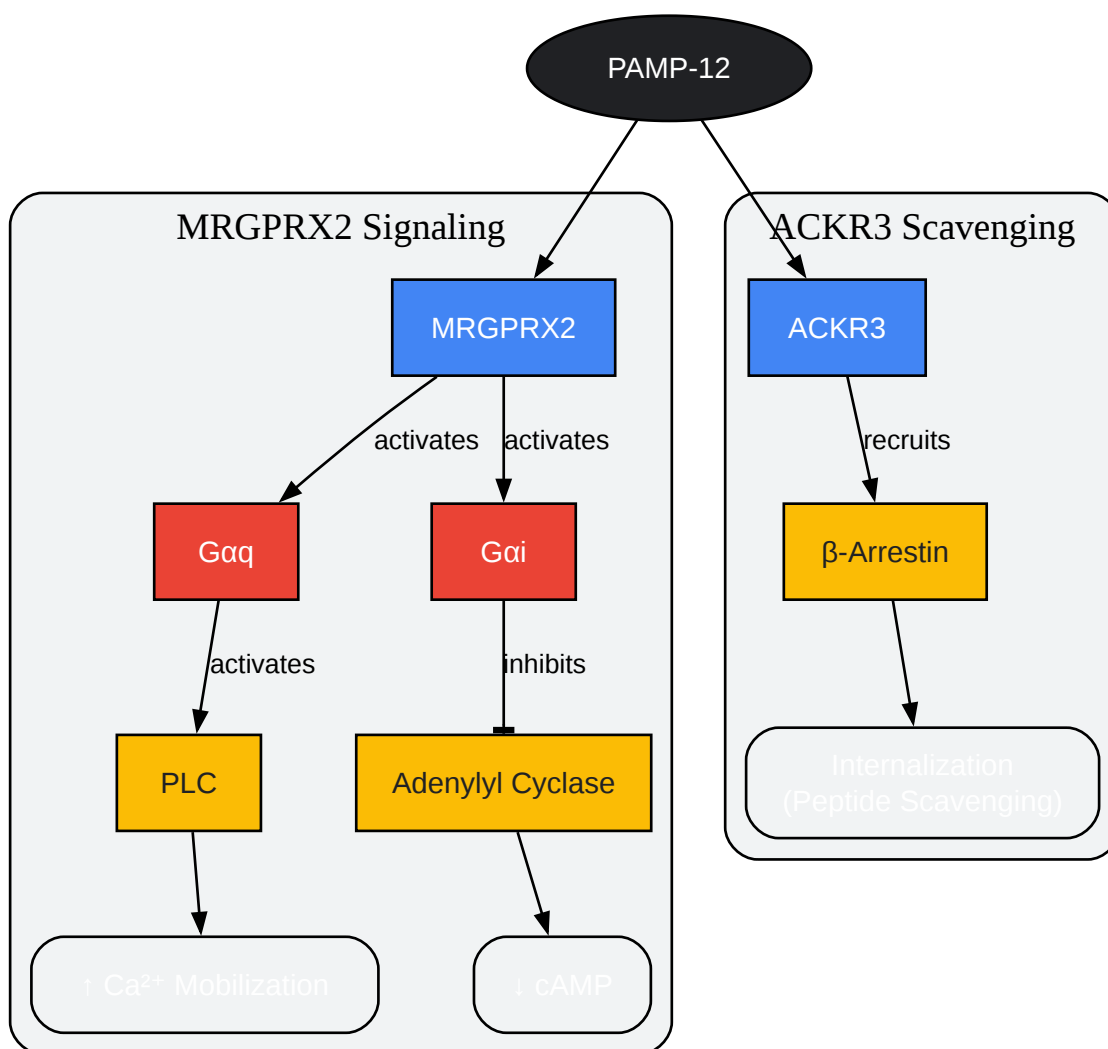 PAMP-12
MRGPRX2 Signaling
ACKR3 Scavenging
MRGPRX2
ACKR3
activates
activates
recruits
Gαq
Gαi
β-Arrestin
activates
inhibits
PLC
Adenylyl Cyclase
Internalization
(Peptide Scavenging)
↑ Ca²⁺ Mobilization
↓ cAMP